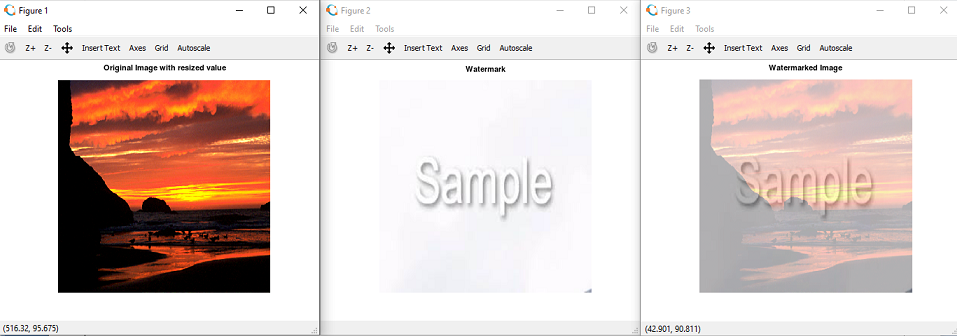 Figure 1
File Edit Tools
Z+ Z- Insert Text Axes Grid Autoscale
Original Image with resized value
(516.32, 95.675)
Figure 2
File Edit Tools
Z+ Z- Insert Text Axes Grid Autoscale
Watermark
Sample
Figure 3
File Edit Tools
Z+ Z- Insert Text Axes Grid Autoscale
Watermarked Image
Sample
(42.901, 90.811)